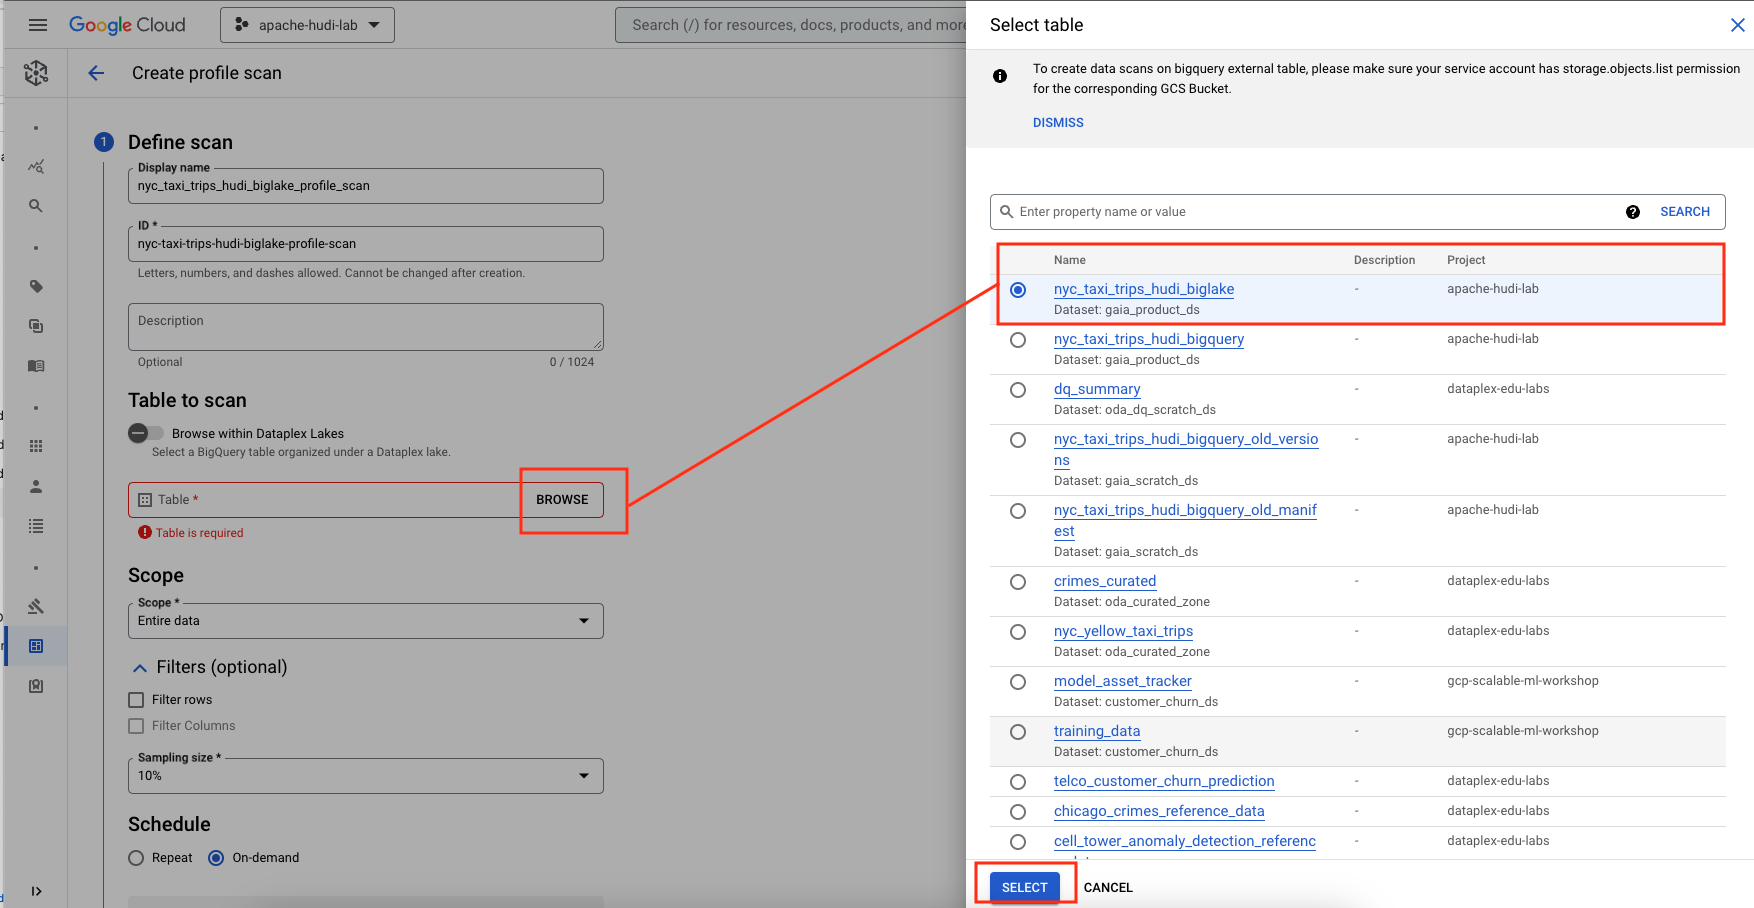 Google Cloud
apache-hudi-lab
Search (/) for resources, docs, products, and more
Create profile scan
1
Define scan
Display name
nyc_taxi_trips_hudi_biglake_profile_scan
ID *
nyc-taxi-trips-hudi-biglake-profile-scan
Letters, numbers, and dashes allowed. Cannot be changed after creation.
Description
Optional
0 / 1024
Table to scan
Browse within Dataplex Lakes
Select a BigQuery table organized under a Dataplex lake.
Table *
BROWSE
Table is required
Scope
Scope *
Entire data
Filters (optional)
Filter rows
Filter Columns
Sampling size *
10%
Schedule
Repeat
On-demand
Select table
To create data scans on bigquery external table, please make sure your service account has storage.objects.list permission
for the corresponding GCS Bucket.
DISMISS
Enter property name or value
SEARCH
Name Description Project
nyc_taxi_trips_hudi_biglake - apache-hudi-lab
Dataset: gaia_product_ds
nyc_taxi_trips_hudi_bigquery - apache-hudi-lab
Dataset: gaia_product_ds
dq_summary - dataplex-edu-labs
Dataset: oda_dq_scratch_ds
nyc_taxi_trips_hudi_bigquery_old_versio - apache-hudi-lab
ns
Dataset: gaia_scratch_ds
nyc_taxi_trips_hudi_bigquery_old_manif - apache-hudi-lab
est
Dataset: gaia_scratch_ds
crimes_curated - dataplex-edu-labs
Dataset: oda_curated_zone
nyc_yellow_taxi_trips - dataplex-edu-labs
Dataset: oda_curated_zone
model_asset_tracker - gcp-scalable-ml-workshop
Dataset: customer_churn_ds
training_data - gcp-scalable-ml-workshop
Dataset: customer_churn_ds
telco_customer_churn_prediction - dataplex-edu-labs
chicago_crimes_reference_data - dataplex-edu-labs
cell_tower_anomaly_detection_referenc - dataplex-edu-labs
SELECT
CANCEL